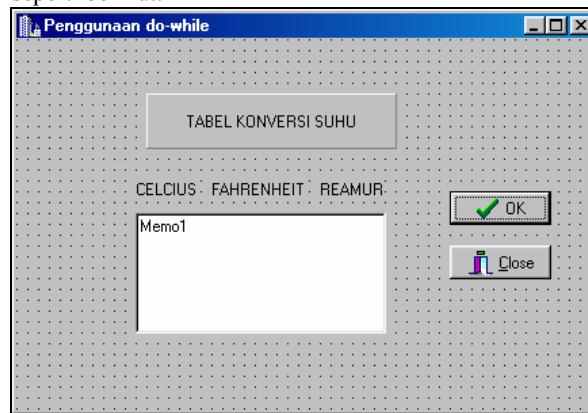 Penggunaan do-while
TABEL KONVERSI SUHU
CELCIUS FAHRENHEIT REAMUR
Memo1
OK
Close